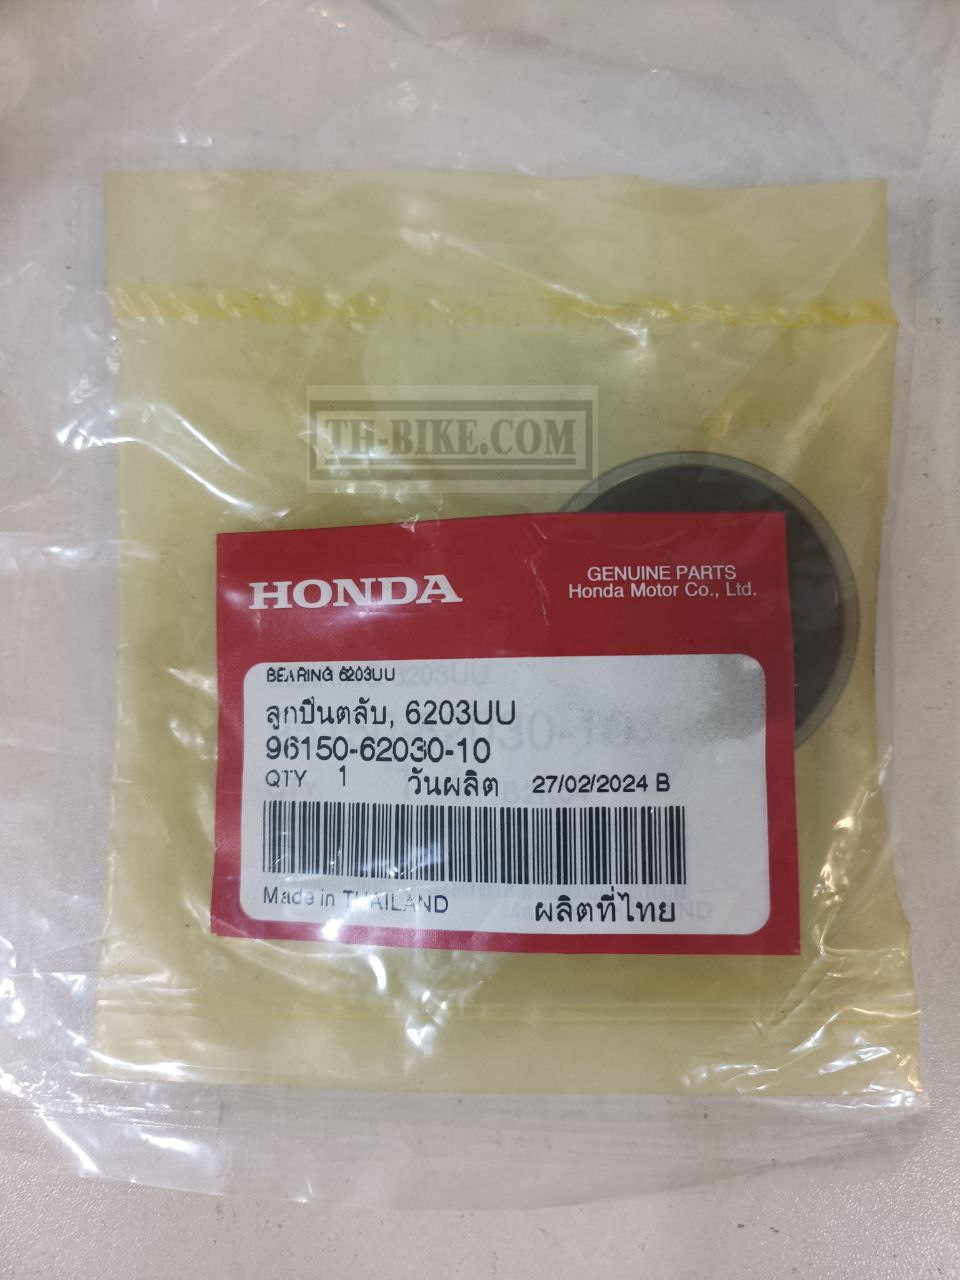 TH-BIKE.COM
HONDA
GENUINE PARTS
Honda Motor Co., Ltd.
BEARING 6203UU
ลูกปืนตลับ, 6203UU
96150-62030-10
QTY 1 วันผลิต 27/02/2024 B
Made in THAILAND ผลิตที่ไทย